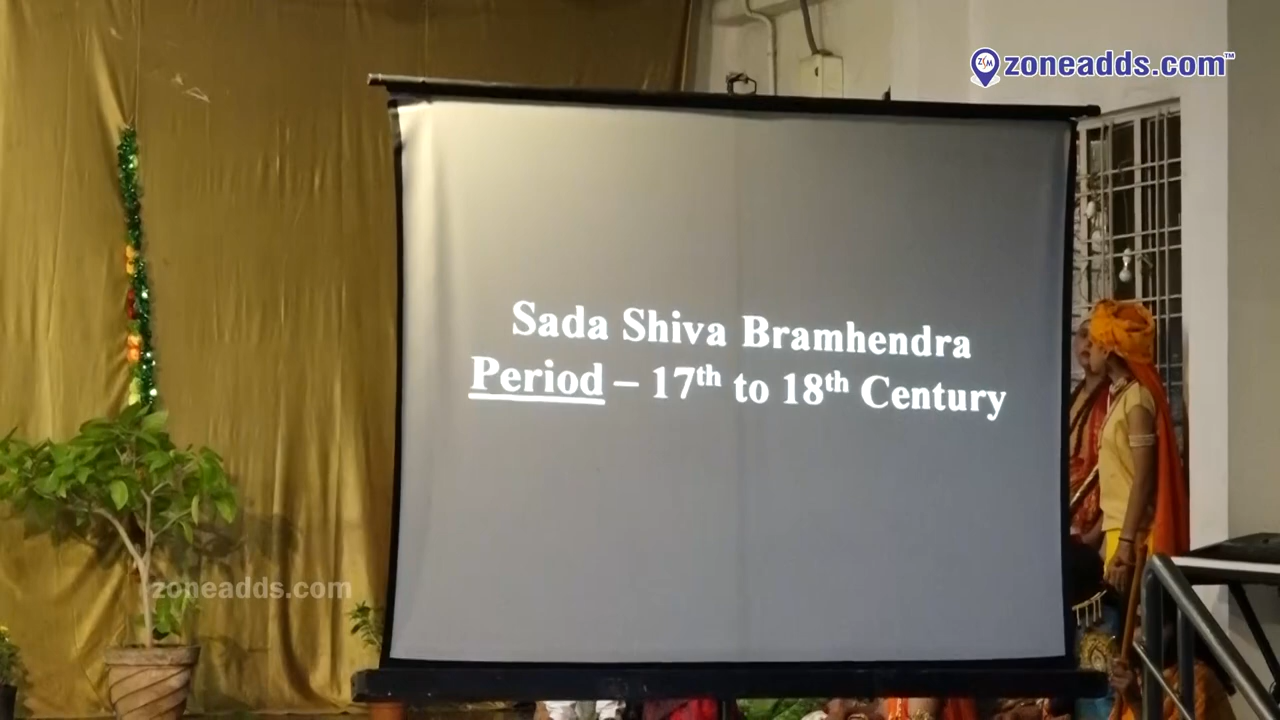 zoneadds.com™
Sada Shiva Bramhendra
Period – 17th to 18th Century
zoneadds.com